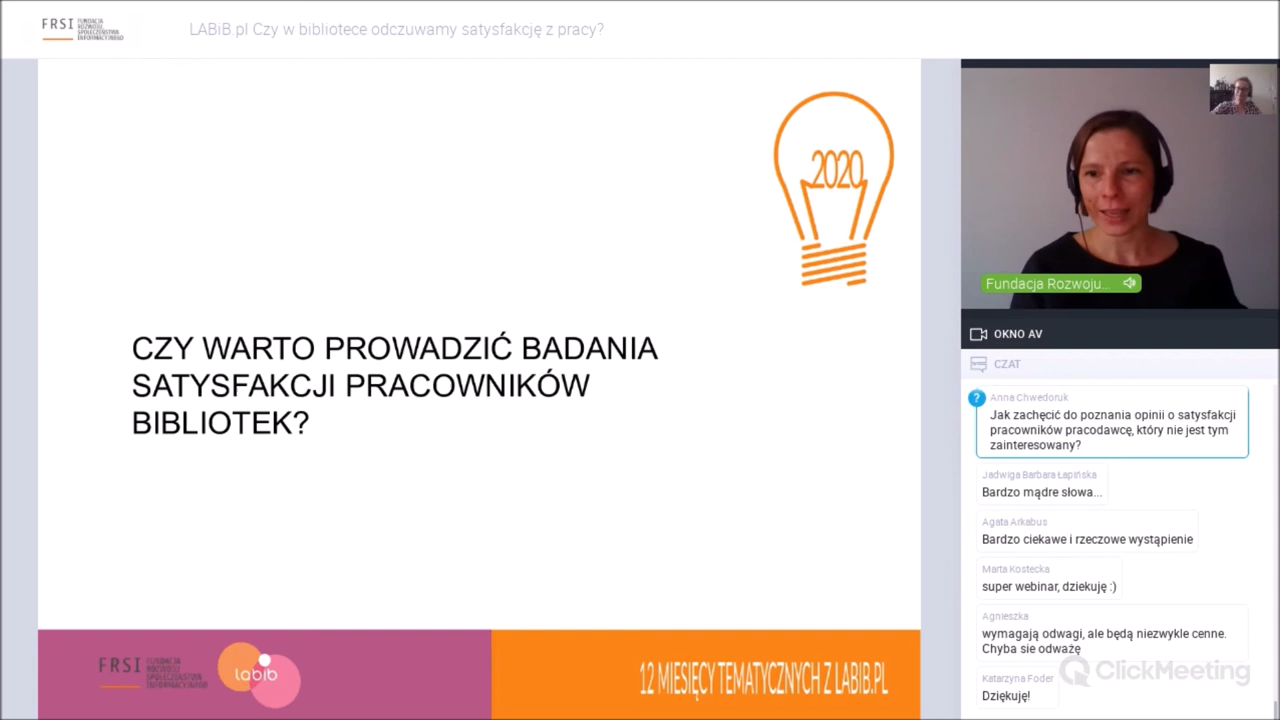 FRSI FUNDACJA
ROZWOJU
SPOŁECZEŃSTWA
INFORMACYJNEGO
LABiB.pl Czy w bibliotece odczuwamy satysfakcję z pracy?
2020
CZY WARTO PROWADZIĆ BADANIA
SATYSFAKCJI PRACOWNIKÓW
BIBLIOTEK?
FRSI FUNDACJA
ROZWOJU
SPOŁECZEŃSTWA
INFORMACYJNEGO
labib
12 MIESIĘCY TEMATYCZNYCH Z LABIB.PL
Fundacja Rozwoju...
OKNO AV
CZAT
? Anna Chwedoruk
Jak zachęcić do poznania opinii o satysfakcji
pracowników pracodawcę, który nie jest tym
zainteresowany?
Jadwiga Barbara Łapińska
Bardzo mądre słowa...
Agata Arkabus
Bardzo ciekawe i rzeczowe wystąpienie
Marta Kostecka
super webinar, dziekuję :)
Agnieszka
wymagają odwagi, ale będą niezwykle cenne.
Chyba sie odważę
Katarzyna Foder
Dziękuję!
ClickMeeting